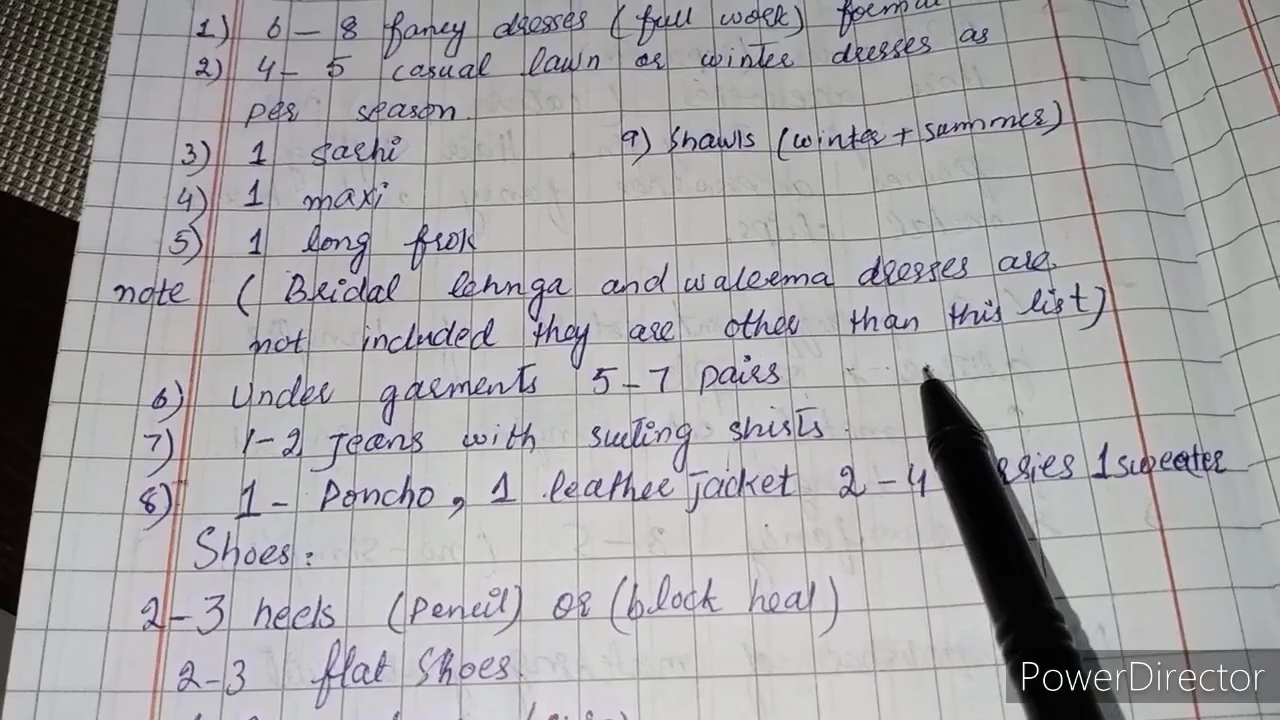 1) 6 – 8 fancy dresses (full work)
2) 4 – 5 casual lawn or winter dresses as
per season.
3) 1 sarhi
9) Shawls (winter + summer)
4) 1 maxi
5) 1 long frok
note ( Bridal lehnga and waleema dresses are
not included they are other than this list)
6) Under garments 5–7 pairs
7) 1–2 jeans with suting shirts.
8) 1 – Poncho, 1 leather jacket 2 – 4 1 sweater
Shoes:
2–3 heels (pencil) or (block heal)
2–3 flat shoes.
PowerDirector